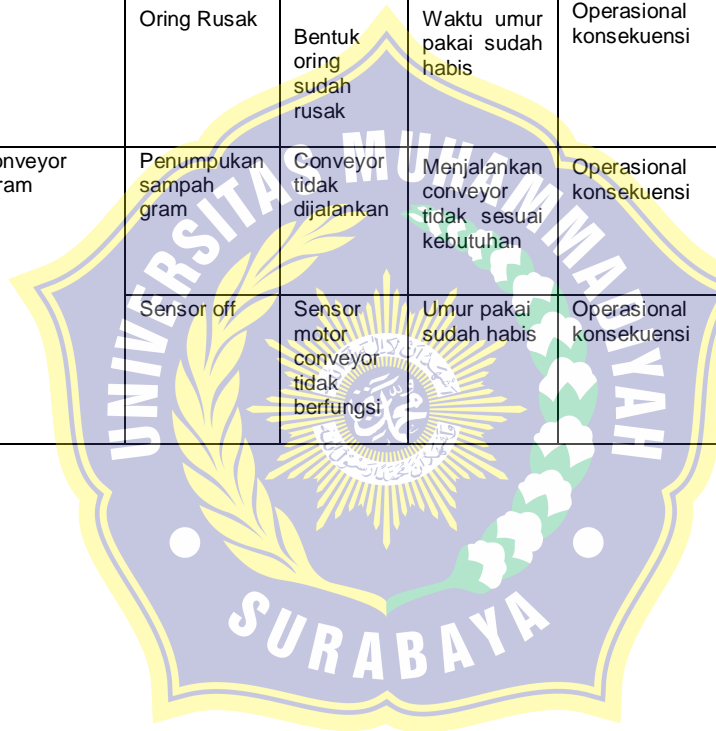 Oring Rusak
Bentuk
oring
sudah
rusak
Waktu umur
pakai sudah
habis
Operasional
konsekuensi
onveyor
ram
Penumpukan
sampah
gram
Conveyor
tidak
dijalankan
Menjalankan
conveyor
tidak sesuai
kebutuhan
Operasional
konsekuensi
Sensor off
Sensor
motor
conveyor
tidak
berfungsi
Umur pakai
sudah habis
Operasional
konsekuensi
UNIVERSITAS MUHAMMADIYAH
SURABAYA